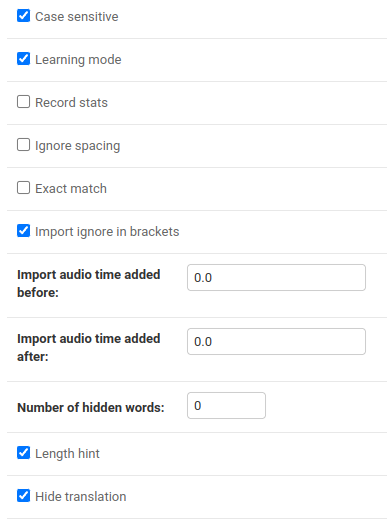 Case sensitive
Learning mode
Record stats
Ignore spacing
Exact match
Import ignore in brackets
Import audio time added
before:
0.0
Import audio time added
after:
0.0
Number of hidden words:
0
Length hint
Hide translation